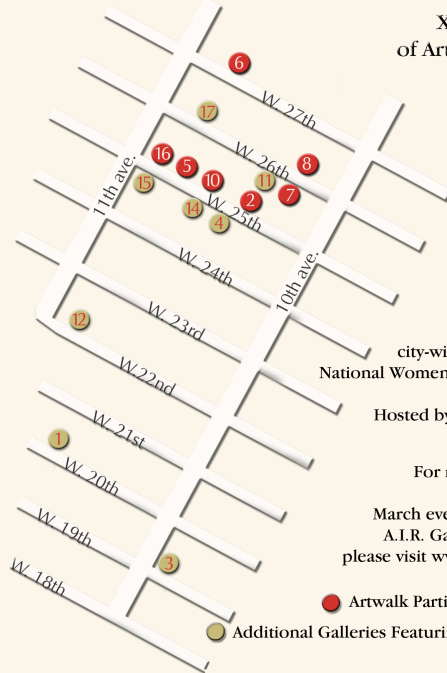 X
of Art
6
W. 27th
17
W. 26th
16
5
8
11
10
15
7
2
11th ave.
14
W. 25th
4
W. 24th
10th ave.
12
W. 23rd
W.22nd
city-wi
National Women
Hosted by
W. 21st
1
W. 20th
For
March eve
W. 19th
A.I.R. Ga
please visit w
3
W. 18th
Artwalk Parti
Additional Galleries Featuri